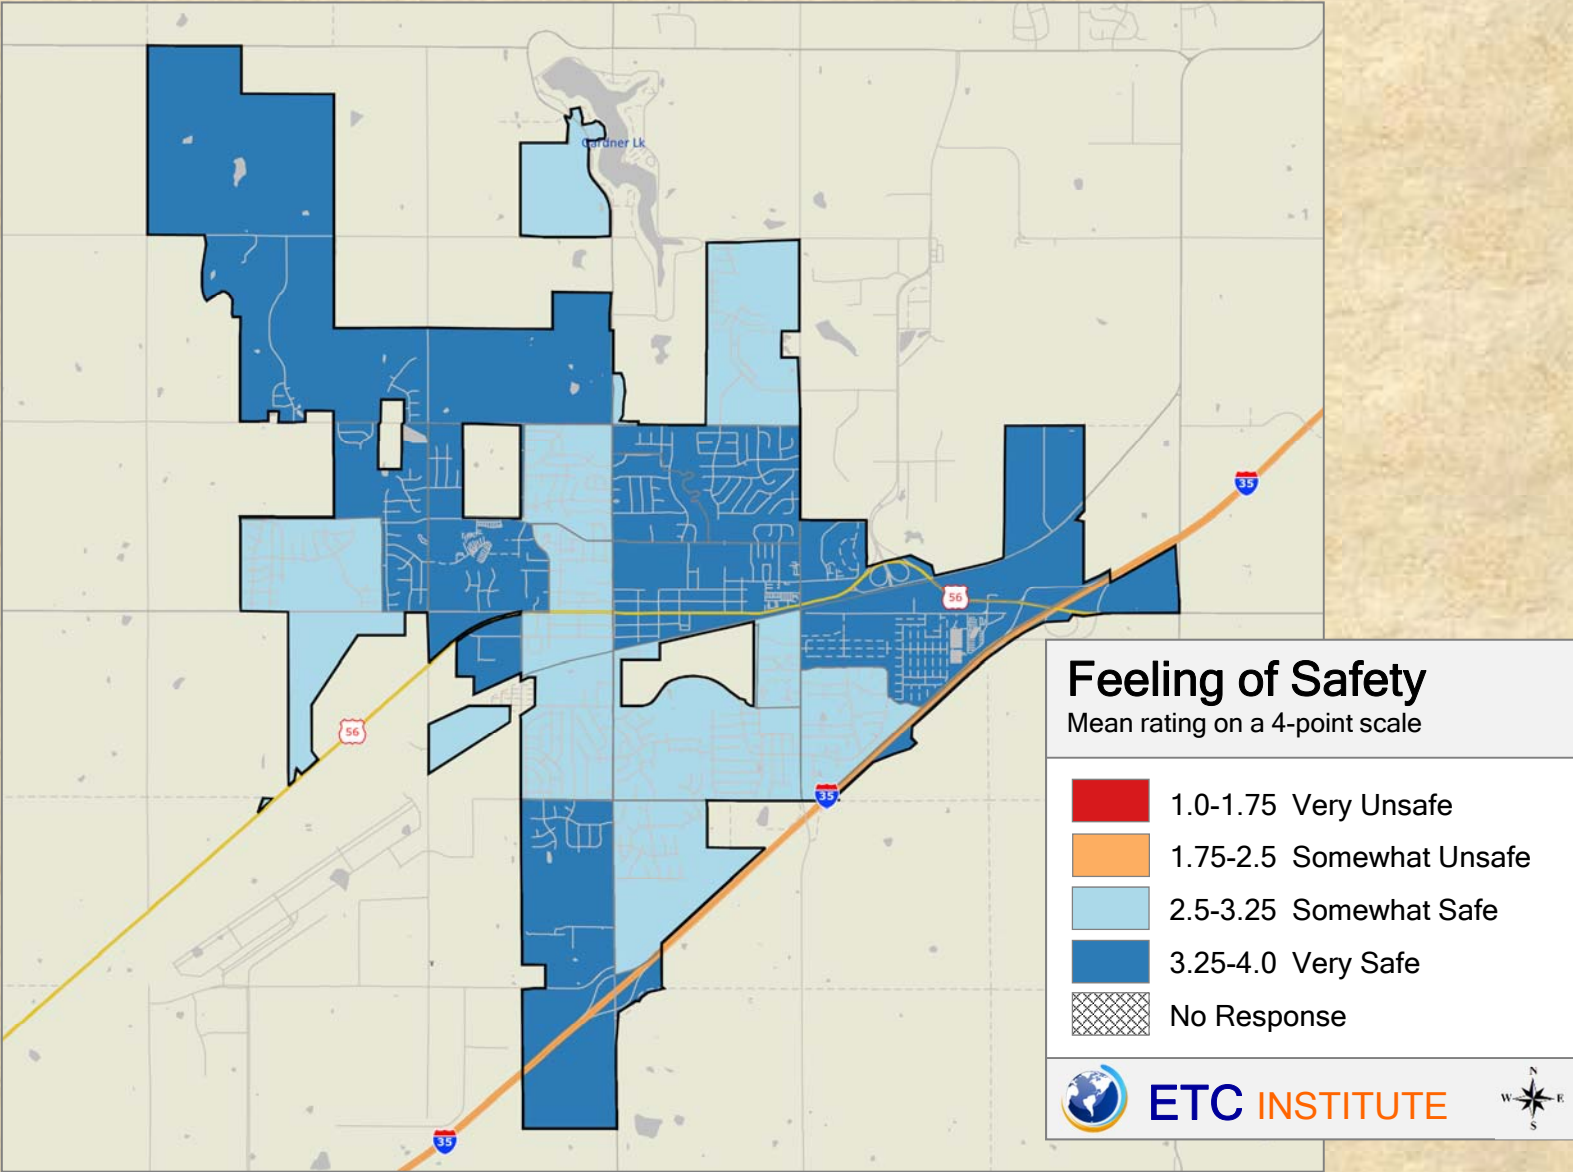 Gardner Lk
1
35
56
56
35
35
Feeling of Safety
Mean rating on a 4-point scale
1.0-1.75 Very Unsafe
1.75-2.5 Somewhat Unsafe
2.5-3.25 Somewhat Safe
3.25-4.0 Very Safe
No Response
ETC INSTITUTE
N
W E
S